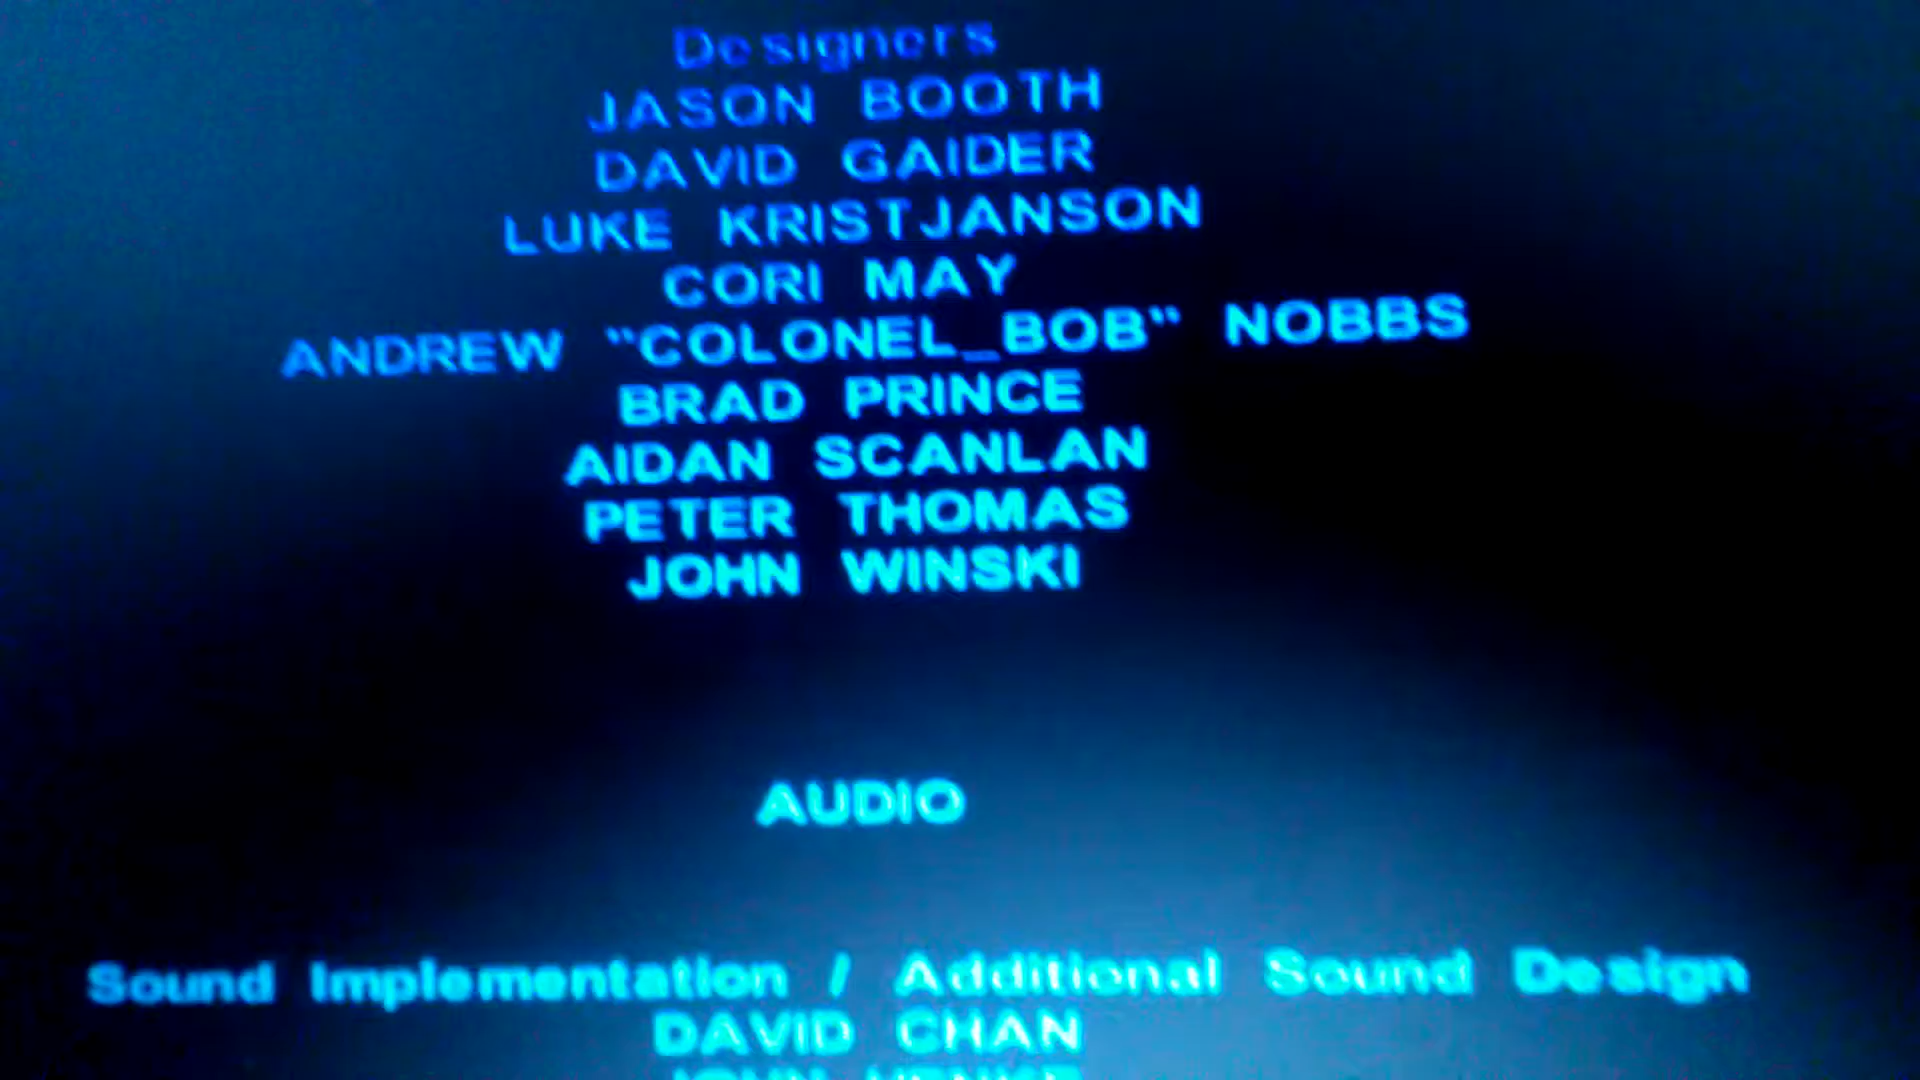 Designers
JASON BOOTH
DAVID GAIDER
LUKE KRISTJANSON
CORI MAY
ANDREW "COLONEL_BOB" NOBBS
BRAD PRINCE
AIDAN SCANLAN
PETER THOMAS
JOHN WINSKI
AUDIO
Sound Implementation / Additional Sound Design
DAVID CHAN
JOHN